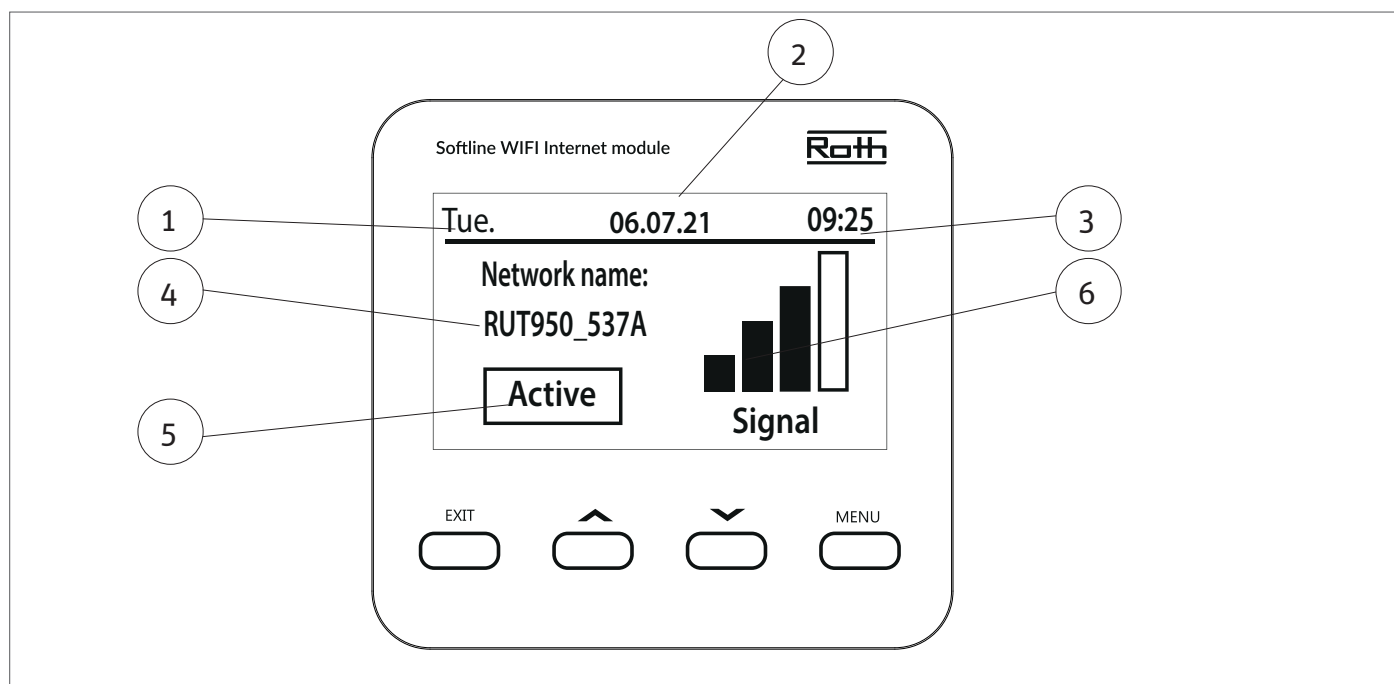 2
Softline WIFI Internet module Roth
1 Tue. 06.07.21 09:25 3
Network name:
4 RUT950_537A 6
Active
5 Signal
EXIT MENU